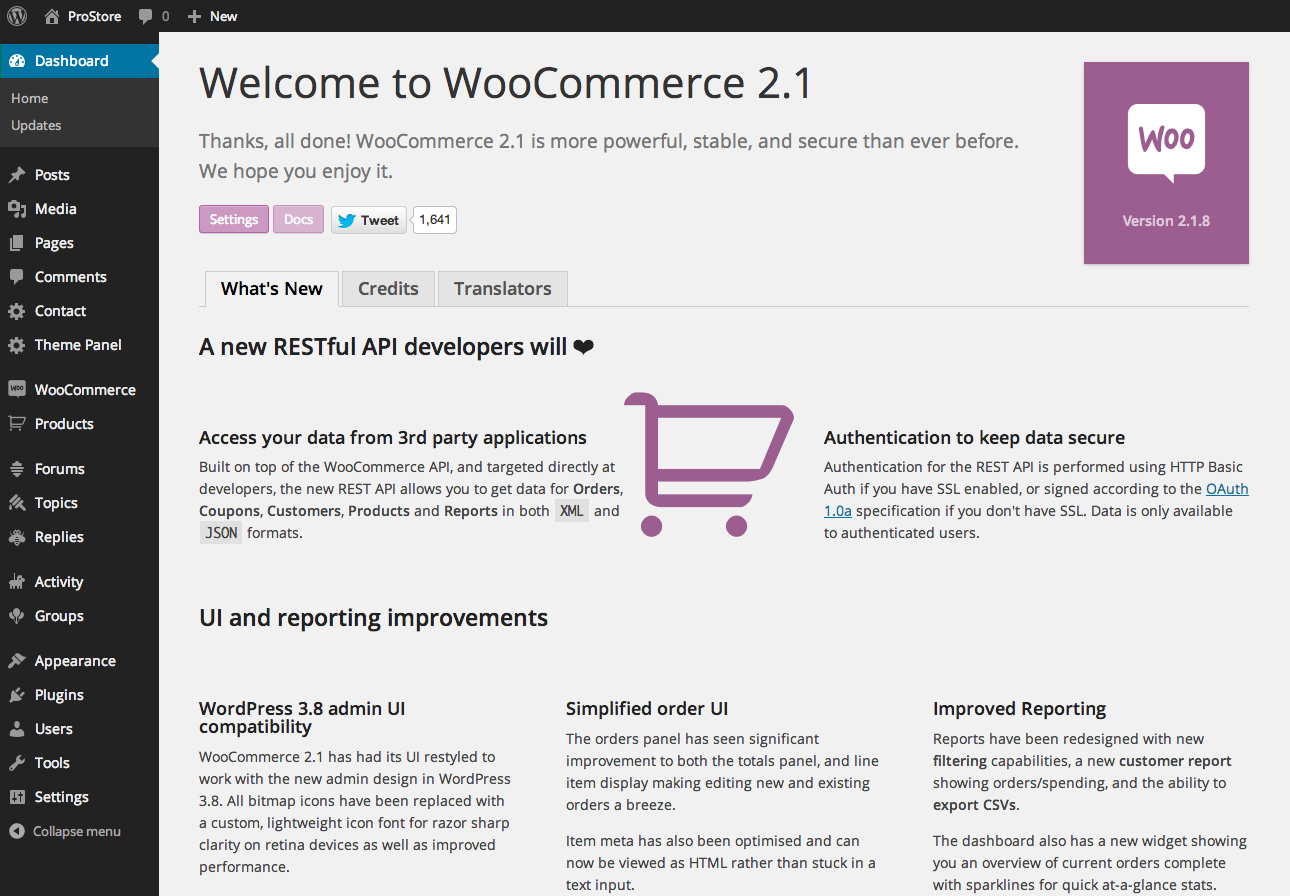 ProStore 0 New
Dashboard
Home
Updates
Posts
Media
Pages
Comments
Contact
Theme Panel
WooCommerce
Products
Forums
Topics
Replies
Activity
Groups
Appearance
Plugins
Users
Tools
Settings
Collapse menu
Welcome to WooCommerce 2.1
Thanks, all done! WooCommerce 2.1 is more powerful, stable, and secure than ever before.
We hope you enjoy it.
Settings Docs Tweet 1,641
Woo
Version 2.1.8
What's New Credits Translators
A new RESTful API developers will ❤
Access your data from 3rd party applications
Built on top of the WooCommerce API, and targeted directly at
developers, the new REST API allows you to get data for Orders,
Coupons, Customers, Products and Reports in both XML and
JSON formats.
Authentication to keep data secure
Authentication for the REST API is performed using HTTP Basic
Auth if you have SSL enabled, or signed according to the OAuth
1.0a specification if you don't have SSL. Data is only available
to authenticated users.
UI and reporting improvements
WordPress 3.8 admin UI
compatibility
WooCommerce 2.1 has had its UI restyled to
work with the new admin design in WordPress
3.8. All bitmap icons have been replaced with
a custom, lightweight icon font for razor sharp
clarity on retina devices as well as improved
performance.
Simplified order UI
The orders panel has seen significant
improvement to both the totals panel, and line
item display making editing new and existing
orders a breeze.
Item meta has also been optimised and can
now be viewed as HTML rather than stuck in a
text input.
Improved Reporting
Reports have been redesigned with new
filtering capabilities, a new customer report
showing orders/spending, and the ability to
export CSVs.
The dashboard also has a new widget showing
you an overview of current orders complete
with sparklines for quick at-a-glance stats.